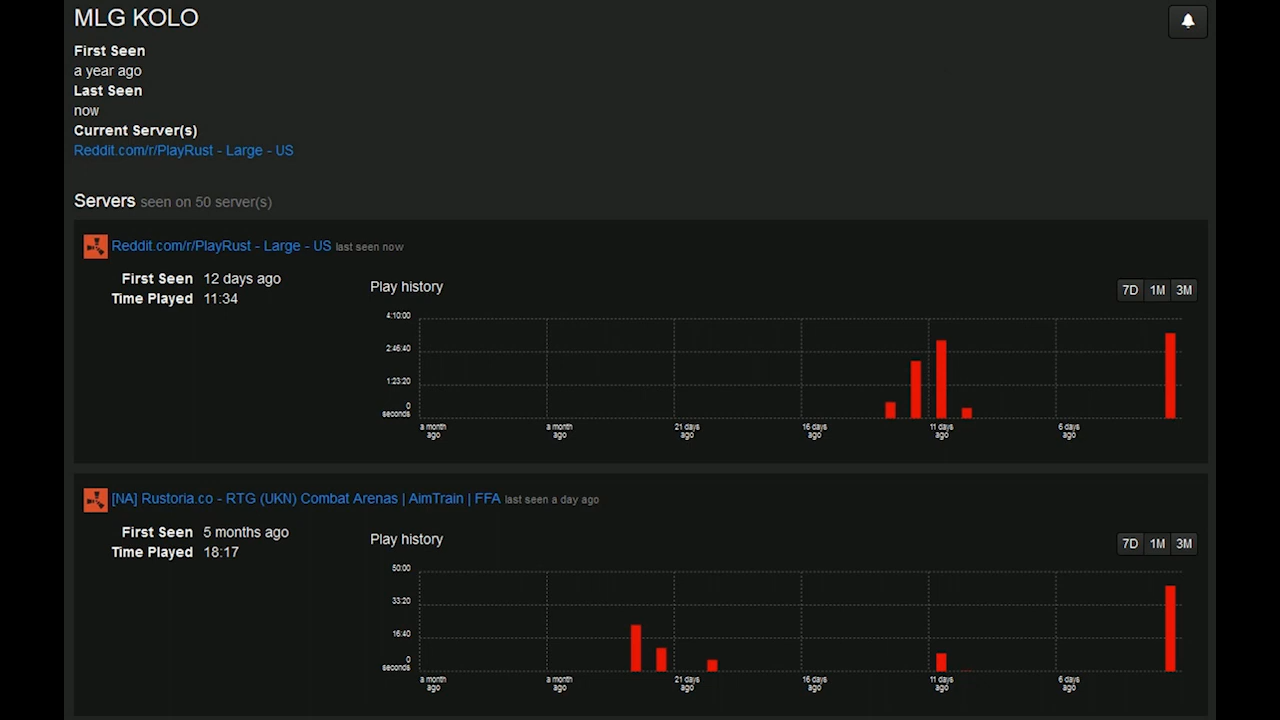 MLG KOLO
First Seen
a year ago
Last Seen
now
Current Server(s)
Reddit.com/r/PlayRust - Large - US
Servers seen on 50 server(s)
Reddit.com/r/PlayRust - Large - US last seen now
First Seen 12 days ago
Time Played 11:34
Play history
7D 1M 3M
4:10:00
2:46:40
1:23:20
0
seconds
a month ago
a month ago
21 days ago
16 days ago
11 days ago
6 days ago
[NA] Rustoria.co - RTG (UKN) Combat Arenas | AimTrain | FFA last seen a day ago
First Seen 5 months ago
Time Played 18:17
Play history
7D 1M 3M
50:00
33:20
16:40
0
seconds
a month ago
a month ago
21 days ago
16 days ago
11 days ago
6 days ago